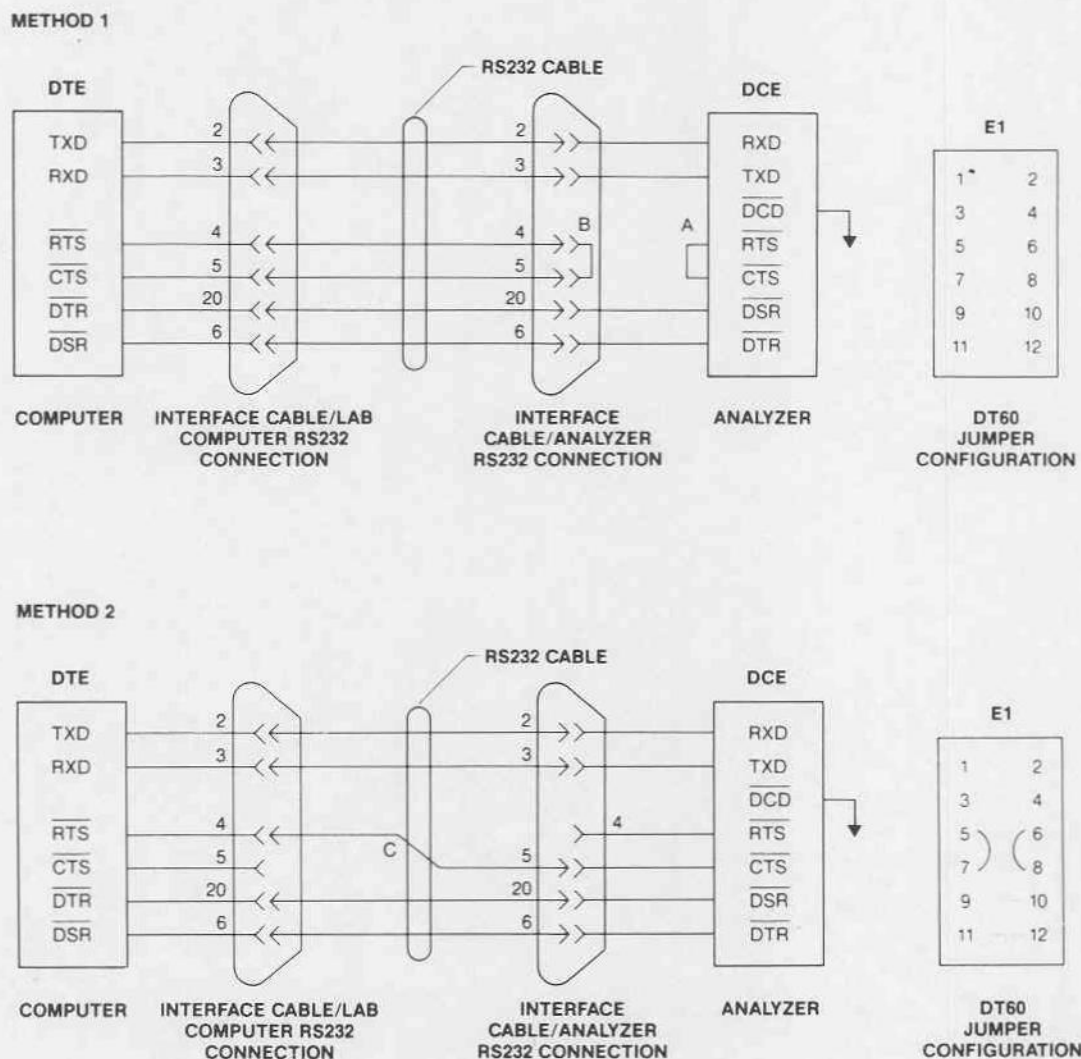 METHOD 1
RS232 CABLE
DTE
DCE
E1
TXD
2
2
RXD
RXD
3
3
TXD
DCD
RTS
4
4
B
A
RTS
CTS
5
5
CTS
DTR
20
20
DSR
DSR
6
6
DTR
1 2
3 4
5 6
7 8
9 10
11 12
COMPUTER
INTERFACE CABLE/LAB
COMPUTER RS232
CONNECTION
INTERFACE
CABLE/ANALYZER
RS232 CONNECTION
ANALYZER
DT60
JUMPER
CONFIGURATION
METHOD 2
RS232 CABLE
DTE
DCE
E1
TXD
2
2
RXD
RXD
3
3
TXD
DCD
RTS
4
4
RTS
CTS
5
C
5
CTS
DTR
20
20
DSR
DSR
6
6
DTR
1 2
3 4
5 6
7 8
9 10
11 12
COMPUTER
INTERFACE CABLE/LAB
COMPUTER RS232
CONNECTION
INTERFACE
CABLE/ANALYZER
RS232 CONNECTION
ANALYZER
DT60
JUMPER
CONFIGURATION